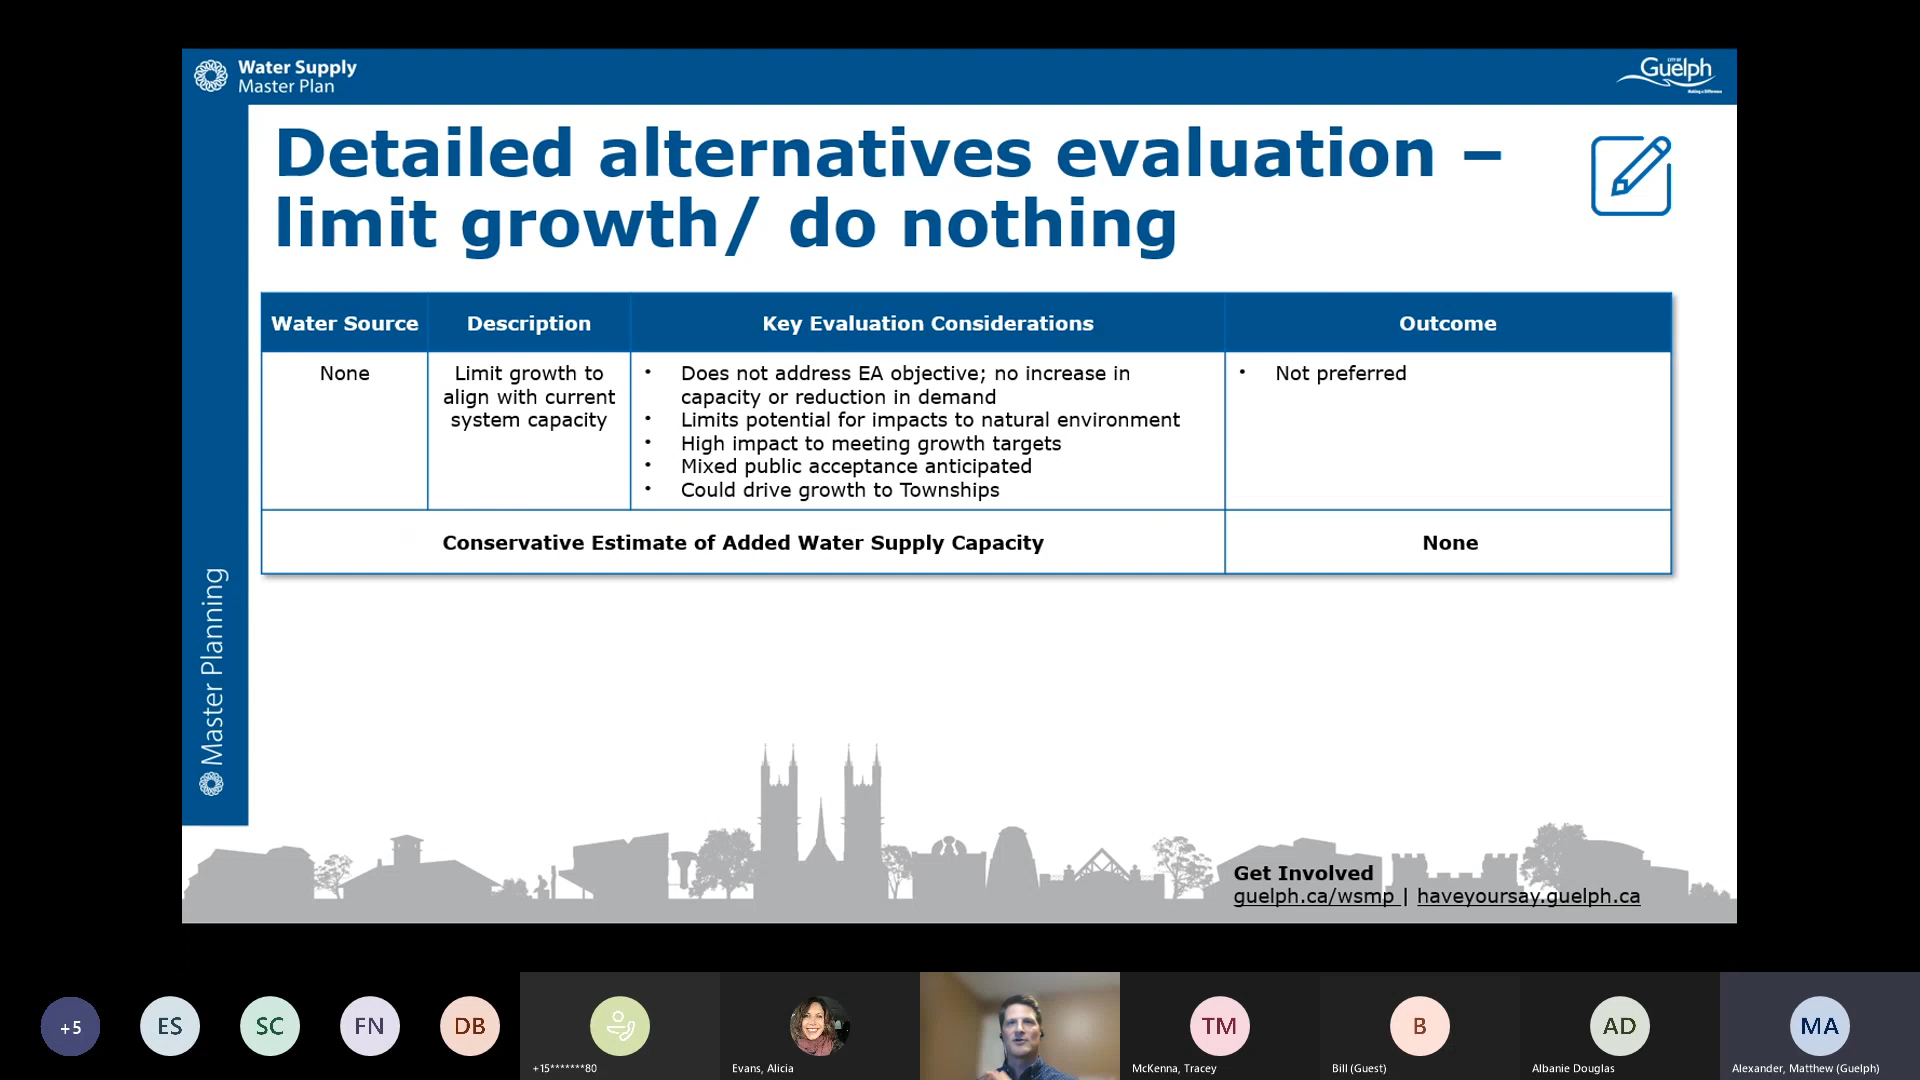 Water Supply
Master Plan
CITY OF
Guelph
Making a Difference
Detailed alternatives evaluation –
limit growth/ do nothing
Water Source
Description
Key Evaluation Considerations
Outcome
None
Limit growth to
align with current
system capacity
• Does not address EA objective; no increase in
capacity or reduction in demand
• Limits potential for impacts to natural environment
• High impact to meeting growth targets
• Mixed public acceptance anticipated
• Could drive growth to Townships
• Not preferred
Conservative Estimate of Added Water Supply Capacity
None
Master Planning
Get Involved
guelph.ca/wsmp | haveyoursay.guelph.ca
+5
ES
SC
FN
DB
+15*******80
Evans, Alicia
TM
McKenna, Tracey
B
Bill (Guest)
AD
Albanie Douglas
MA
Alexander, Matthew (Guelph)